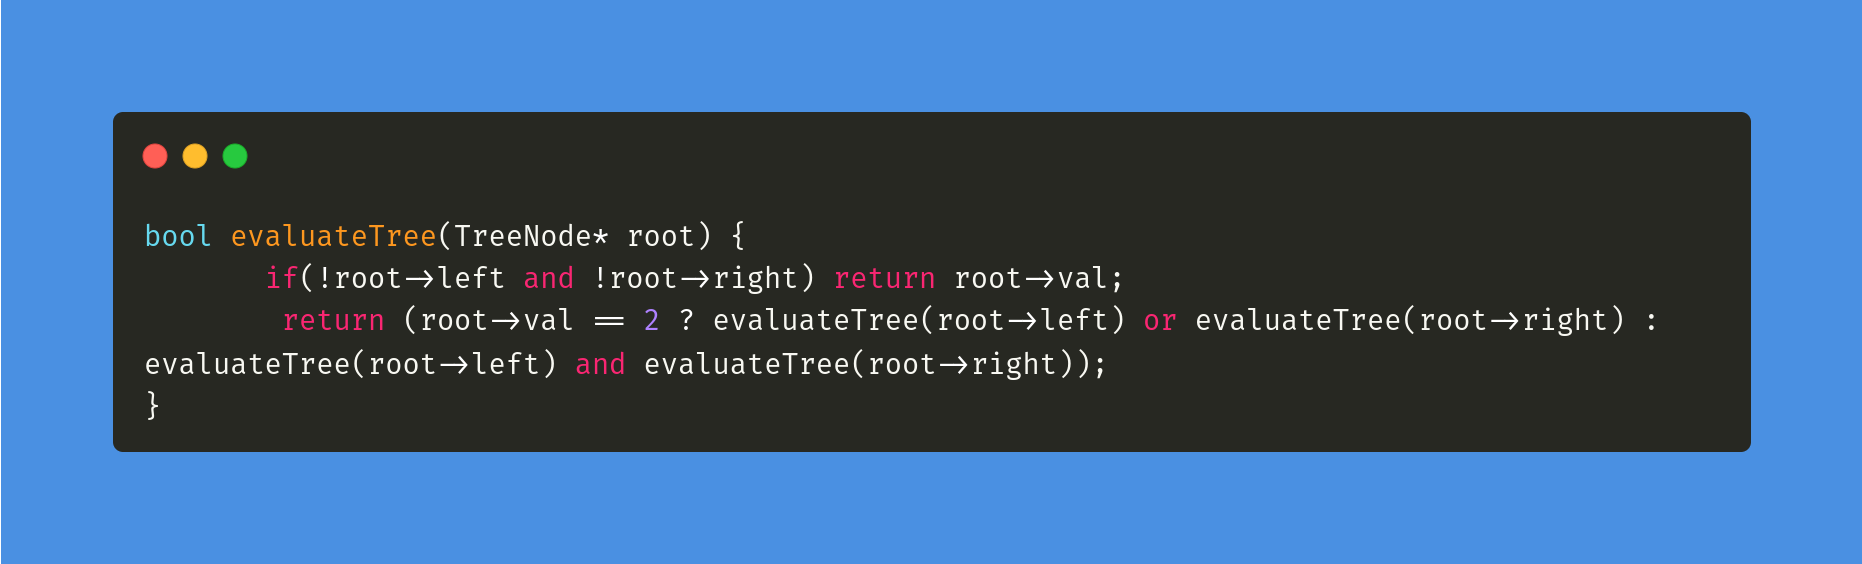 bool evaluateTree(TreeNode* root) {
if(!root->left and !root->right) return root->val;
return (root->val == 2 ? evaluateTree(root->left) or evaluateTree(root->right) :
evaluateTree(root->left) and evaluateTree(root->right));
}